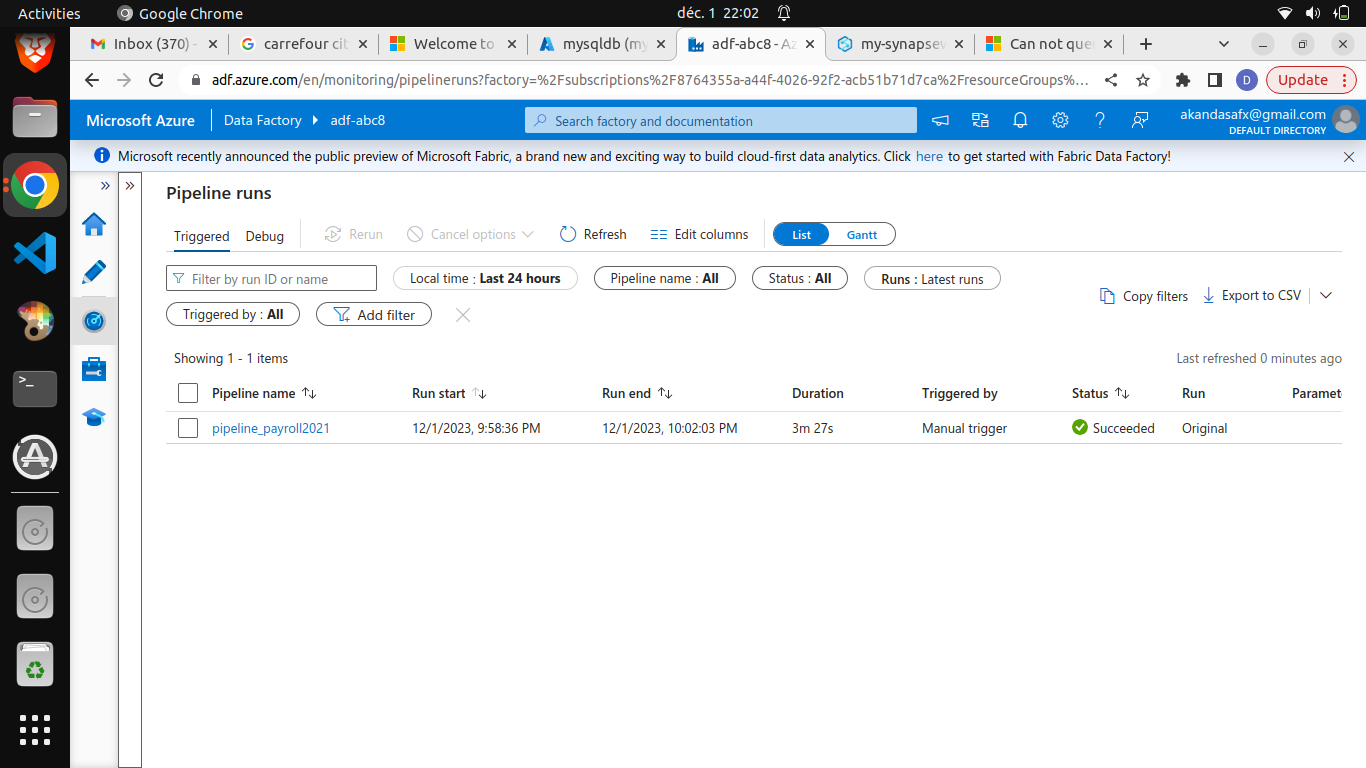 Activities Google Chrome déc. 1 22:02
Inbox (370) - carrefour cit Welcome to mysqldb (my adf-abc8 - Az my-synapsew Can not que
adf.azure.com/en/monitoring/pipelineruns?factory=%2Fsubscriptions%2F8764355a-a44f-4026-92f2-acb51b71d7ca%2FresourceGroups%... D Update
Microsoft Azure Data Factory adf-abc8 Search factory and documentation akandasafx@gmail.com
DEFAULT DIRECTORY
Microsoft recently announced the public preview of Microsoft Fabric, a brand new and exciting way to build cloud-first data analytics. Click here to get started with Fabric Data Factory!
Pipeline runs
Triggered Debug Rerun Cancel options Refresh Edit columns List Gantt
Filter by run ID or name Local time : Last 24 hours Pipeline name : All Status : All Runs : Latest runs
Copy filters Export to CSV
Triggered by : All Add filter
Showing 1 - 1 items Last refreshed 0 minutes ago
Pipeline name Run start Run end Duration Triggered by Status Run Paramet
pipeline_payroll2021 12/1/2023, 9:58:36 PM 12/1/2023, 10:02:03 PM 3m 27s Manual trigger Succeeded Original